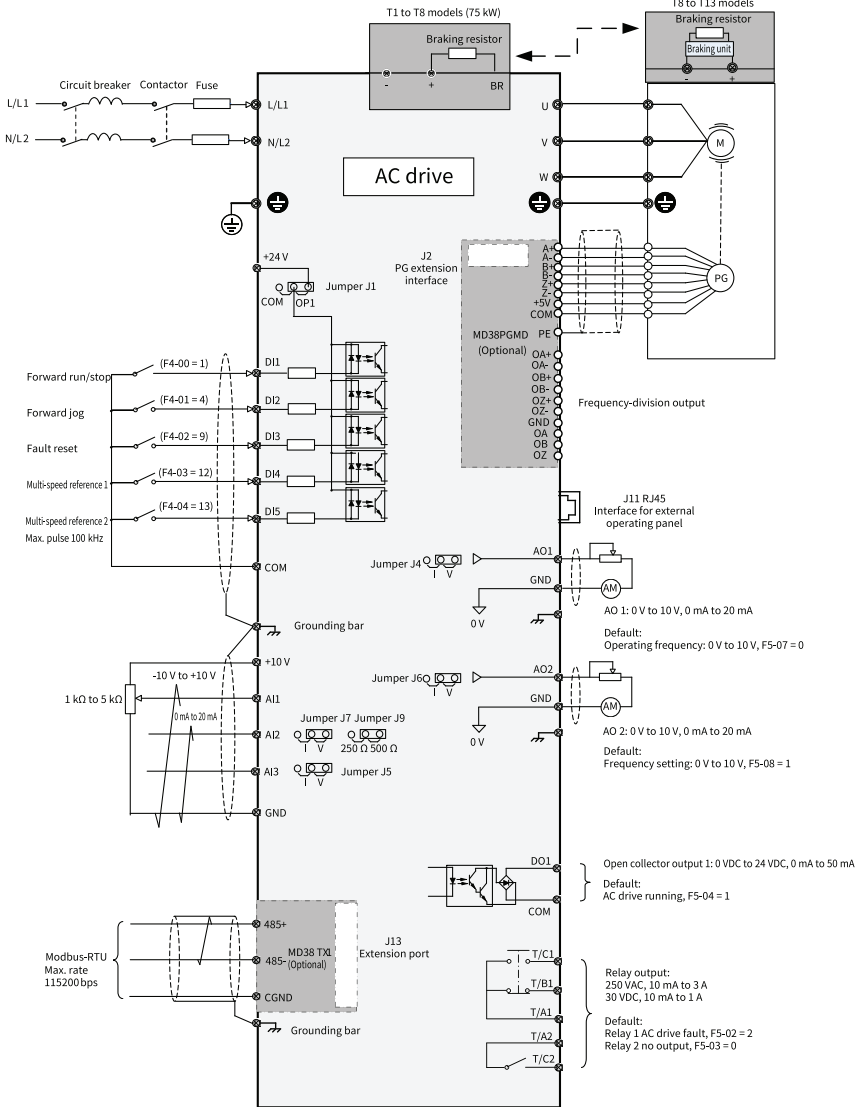 T1 to T8 models (75 kW)
T8 to T13 models
Braking resistor
Braking resistor
Braking unit
-
+
BR
-
+
Circuit breaker
Contactor
Fuse
L/L1
L/L1
U
N/L2
N/L2
V
M
AC drive
W
+24 V
J2
PG extension
interface
A+
A-
B+
B-
Z+
Z-
+5V
COM
PE
PG
Jumper J1
COM
OP1
MD38PGMD
(Optional)
OA+
OA-
OB+
OB-
OZ+
OZ-
GND
OA
OB
OZ
Frequency-division output
Forward run/stop
(F4-00 = 1)
DI1
Forward jog
(F4-01 = 4)
DI2
Fault reset
(F4-02 = 9)
DI3
Multi-speed reference 1
(F4-03 = 12)
DI4
Multi-speed reference 2
(F4-04 = 13)
DI5
Max. pulse 100 kHz
COM
J11 RJ45
Interface for external
operating panel
Jumper J4
I
V
AO1
GND
AM
0 V
AO 1: 0 V to 10 V, 0 mA to 20 mA
Default:
Operating frequency: 0 V to 10 V, F5-07 = 0
Grounding bar
+10 V
-10 V to +10 V
1 kΩ to 5 kΩ
AI1
0 mA to 20 mA
Jumper J7
Jumper J9
AI2
I
V
250 Ω
500 Ω
AI3
Jumper J5
I
V
GND
Jumper J6
I
V
AO2
GND
AM
0 V
AO 2: 0 V to 10 V, 0 mA to 20 mA
Default:
Frequency setting: 0 V to 10 V, F5-08 = 1
DO1
COM
Open collector output 1: 0 VDC to 24 VDC, 0 mA to 50 mA
Default:
AC drive running, F5-04 = 1
Modbus-RTU
Max. rate
115200 bps
485+
485-
CGND
MD38 TX1
(Optional)
J13
Extension port
Grounding bar
T/C1
T/B1
T/A1
T/A2
T/C2
Relay output:
250 VAC, 10 mA to 3 A
30 VDC, 10 mA to 1 A
Default:
Relay 1 AC drive fault, F5-02 = 2
Relay 2 no output, F5-03 = 0